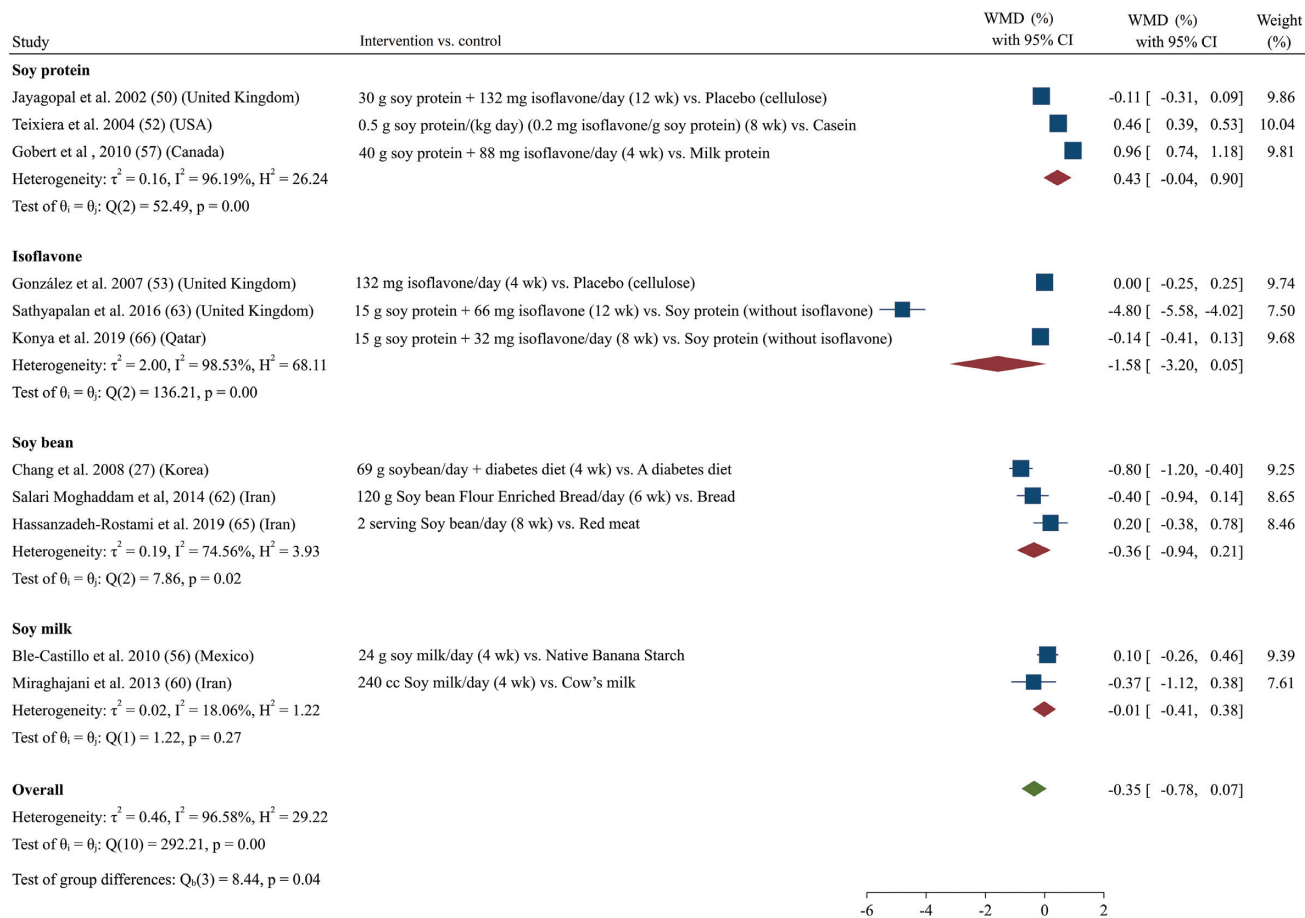 WMD (%) WMD (%) Weight
Study Intervention vs. control with 95% CI with 95% CI (%)
Soy protein
Jayagopal et al. 2002 (50) (United Kingdom) 30 g soy protein + 132 mg isoflavone/day (12 wk) vs. Placebo (cellulose) -0.11 [ -0.31, 0.09] 9.86
Teixiera et al. 2004 (52) (USA) 0.5 g soy protein/(kg day) (0.2 mg isoflavone/g soy protein) (8 wk) vs. Casein 0.46 [ 0.39, 0.53] 10.04
Gobert et al , 2010 (57) (Canada) 40 g soy protein + 88 mg isoflavone/day (4 wk) vs. Milk protein 0.96 [ 0.74, 1.18] 9.81
Heterogeneity: τ² = 0.16, I² = 96.19%, H² = 26.24 0.43 [ -0.04, 0.90]
Test of θᵢ = θⱼ: Q(2) = 52.49, p = 0.00
Isoflavone
González et al. 2007 (53) (United Kingdom) 132 mg isoflavone/day (4 wk) vs. Placebo (cellulose) 0.00 [ -0.25, 0.25] 9.74
Sathyapalan et al. 2016 (63) (United Kingdom) 15 g soy protein + 66 mg isoflavone (12 wk) vs. Soy protein (without isoflavone) -4.80 [ -5.58, -4.02] 7.50
Konya et al. 2019 (66) (Qatar) 15 g soy protein + 32 mg isoflavone/day (8 wk) vs. Soy protein (without isoflavone) -0.14 [ -0.41, 0.13] 9.68
Heterogeneity: τ² = 2.00, I² = 98.53%, H² = 68.11 -1.58 [ -3.20, 0.05]
Test of θᵢ = θⱼ: Q(2) = 136.21, p = 0.00
Soy bean
Chang et al. 2008 (27) (Korea) 69 g soybean/day + diabetes diet (4 wk) vs. A diabetes diet -0.80 [ -1.20, -0.40] 9.25
Salari Moghaddam et al, 2014 (62) (Iran) 120 g Soy bean Flour Enriched Bread/day (6 wk) vs. Bread -0.40 [ -0.94, 0.14] 8.65
Hassanzadeh-Rostami et al. 2019 (65) (Iran) 2 serving Soy bean/day (8 wk) vs. Red meat 0.20 [ -0.38, 0.78] 8.46
Heterogeneity: τ² = 0.19, I² = 74.56%, H² = 3.93 -0.36 [ -0.94, 0.21]
Test of θᵢ = θⱼ: Q(2) = 7.86, p = 0.02
Soy milk
Ble-Castillo et al. 2010 (56) (Mexico) 24 g soy milk/day (4 wk) vs. Native Banana Starch 0.10 [ -0.26, 0.46] 9.39
Miraghajani et al. 2013 (60) (Iran) 240 cc Soy milk/day (4 wk) vs. Cow's milk -0.37 [ -1.12, 0.38] 7.61
Heterogeneity: τ² = 0.02, I² = 18.06%, H² = 1.22 -0.01 [ -0.41, 0.38]
Test of θᵢ = θⱼ: Q(1) = 1.22, p = 0.27
Overall -0.35 [ -0.78, 0.07]
Heterogeneity: τ² = 0.46, I² = 96.58%, H² = 29.22
Test of θᵢ = θⱼ: Q(10) = 292.21, p = 0.00
Test of group differences: Q_b(3) = 8.44, p = 0.04
-6 -4 -2 0 2